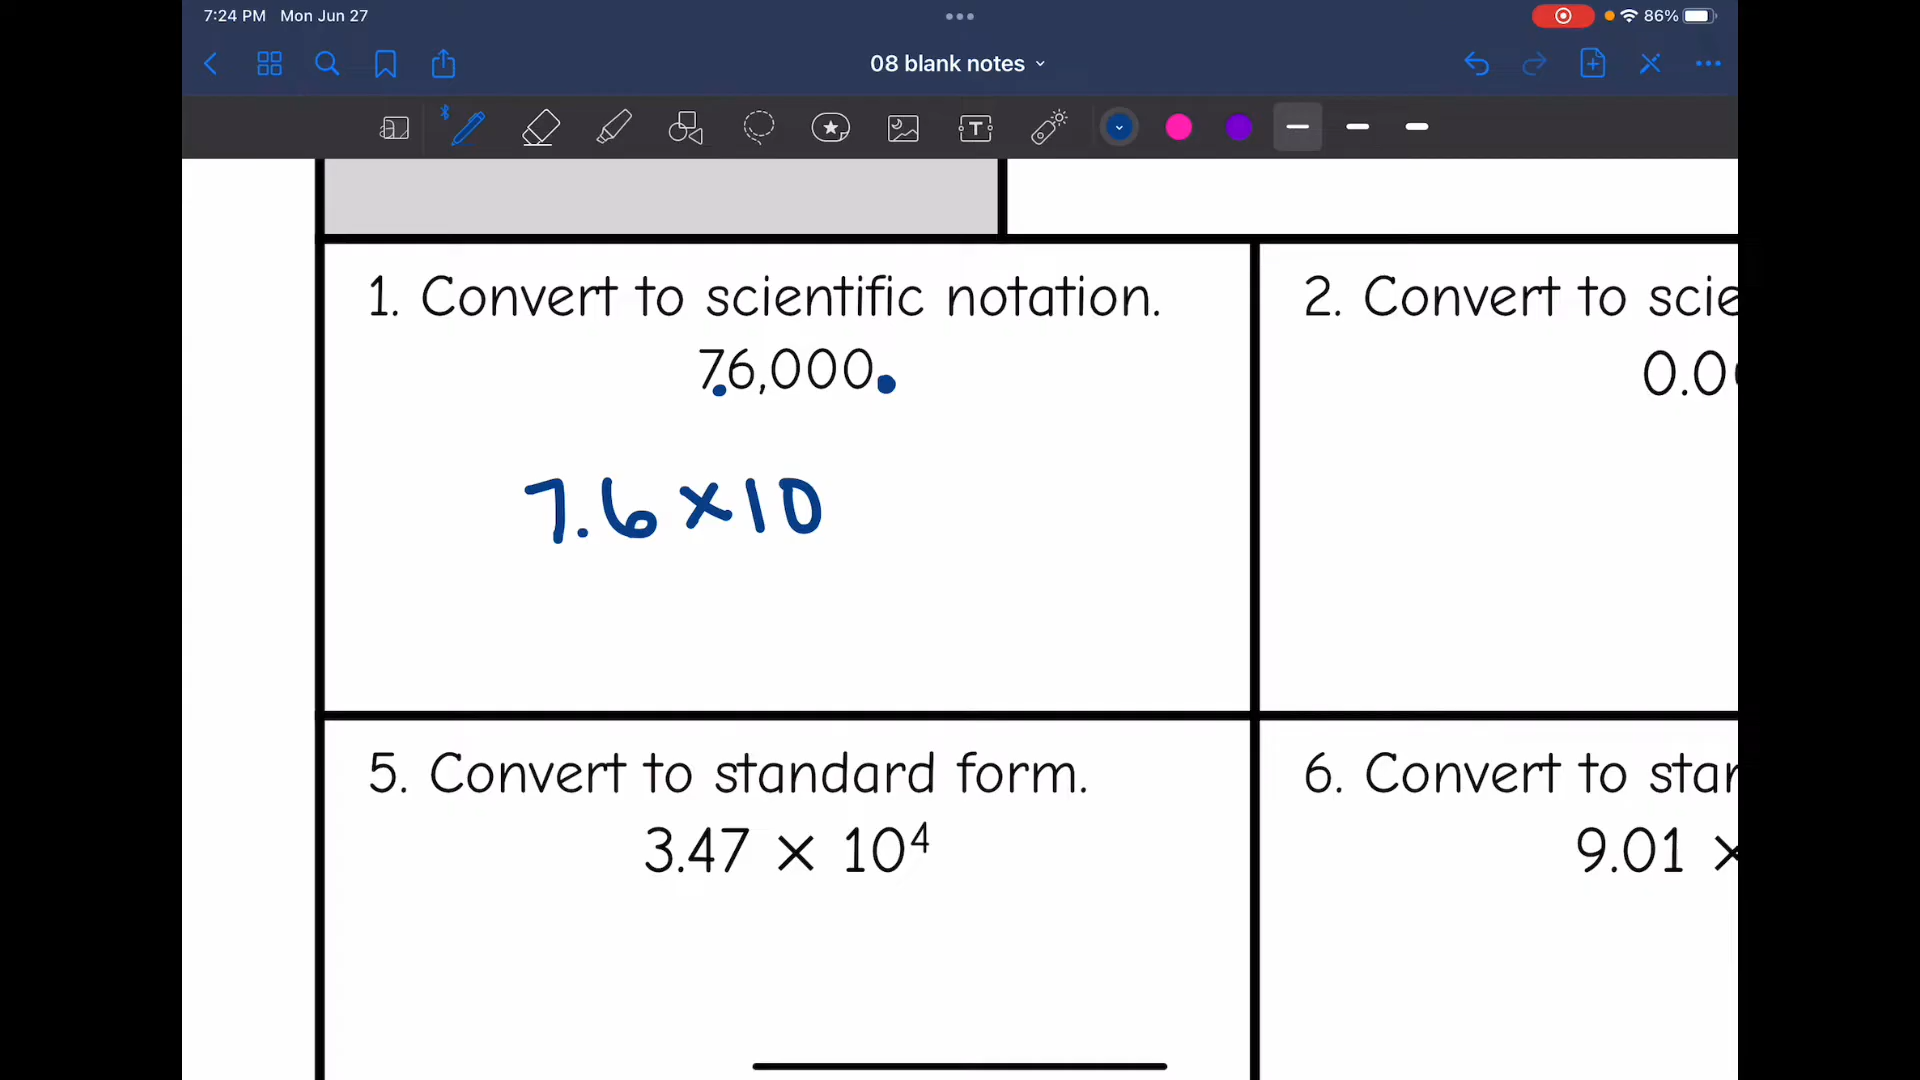 7:24 PM Mon Jun 27
86%
08 blank notes
T
1. Convert to scientific notation.
76,000.
7.6 × 10
2. Convert to scie
0.0
5. Convert to standard form.
3.47 × 10⁴
6. Convert to star
9.01 ×